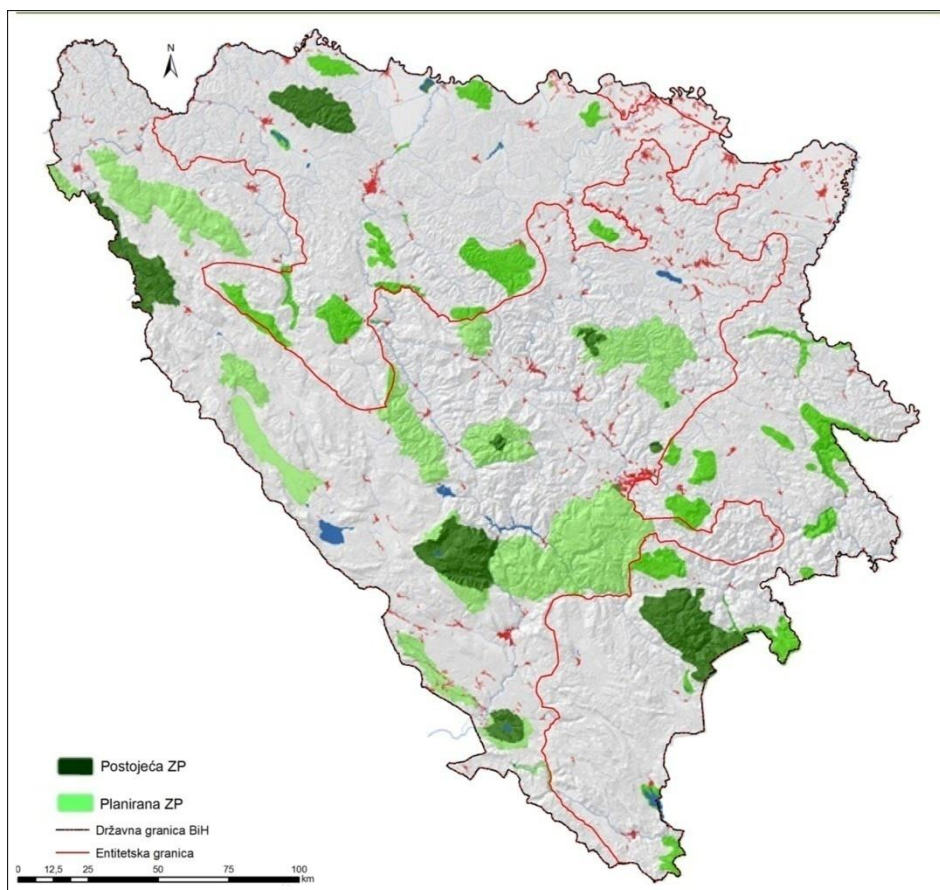 N
Postojeća ZP
Planirana ZP
Državna granica BiH
Entitetska granica
0 12,5 25 50 75 100
km